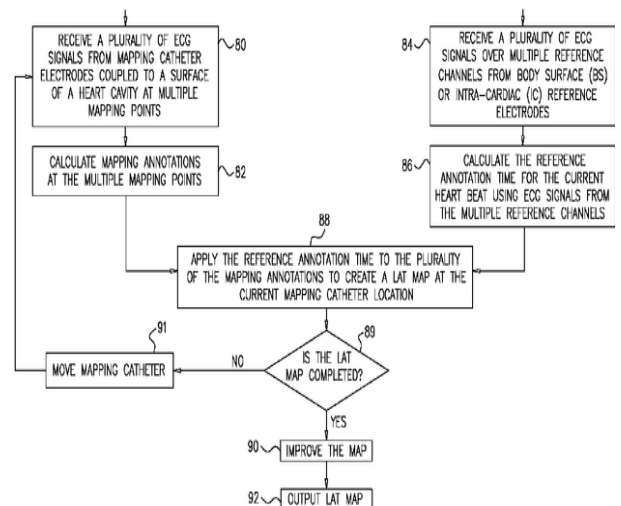 RECEIVE A PLURALITY OF ECG
SIGNALS FROM MAPPING CATHETER
ELECTRODES COUPLED TO A SURFACE
OF A HEART CAVITY AT MULTIPLE
MAPPING POINTS
80
CALCULATE MAPPING ANNOTATIONS
AT THE MULTIPLE MAPPING POINTS
82
84
RECEIVE A PLURALITY OF ECG
SIGNALS OVER MULTIPLE REFERENCE
CHANNELS FROM BODY SURFACE (BS)
OR INTRA-CARDIAC (IC) REFERENCE
ELECTRODES
86
CALCULATE THE REFERENCE
ANNOTATION TIME FOR THE CURRENT
HEART BEAT USING ECG SIGNALS FROM
THE MULTIPLE REFERENCE CHANNELS
88
APPLY THE REFERENCE ANNOTATION TIME TO THE PLURALITY
OF THE MAPPING ANNOTATIONS TO CREATE A LAT MAP AT THE
CURRENT MAPPING CATHETER LOCATION
89
IS THE LAT
MAP COMPLETED?
NO
91
MOVE MAPPING CATHETER
YES
90
IMPROVE THE MAP
92
OUTPUT LAT MAP